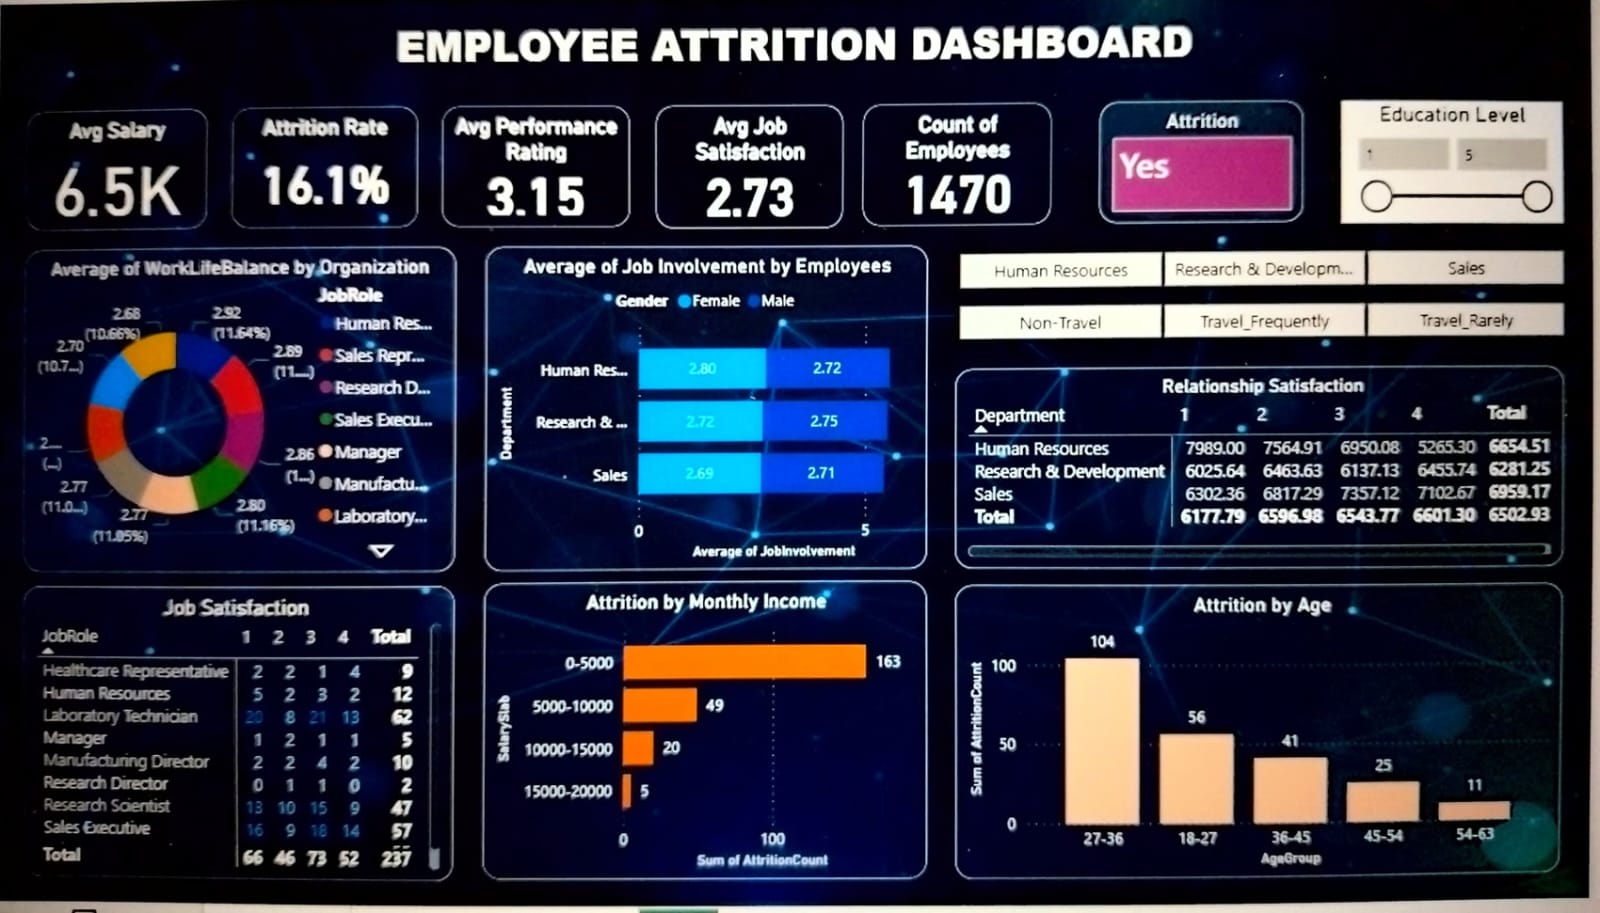 EMPLOYEE ATTRITION DASHBOARD
Avg Salary
6.5K
Attrition Rate
16.1%
Avg Performance
Rating
3.15
Avg Job
Satisfaction
2.73
Count of
Employees
1470
Attrition
Yes
Education Level
1 5
Average of WorkLifeBalance by Organization
JobRole
Human Res...
Sales Repr...
Research D...
Sales Execu...
Manager
Manufactu...
Laboratory...
2.92
(11.64%)
2.89
(11....)
2.86
(1...)
2.80
(11.16%)
2.77
(11.05%)
2.77
(11.0...)
2....
(...)
2.70
(10.7...)
2.68
(10.66%)
Average of Job Involvement by Employees
Gender Female Male
Department
Human Res... 2.80 2.72
Research & ... 2.72 2.75
Sales 2.69 2.71
0 5
Average of JobInvolvement
Human Resources Research & Developm... Sales
Non-Travel Travel_Frequently Travel_Rarely
Relationship Satisfaction
Department 1 2 3 4 Total
Human Resources 7989.00 7564.91 6950.08 5265.30 6654.51
Research & Development 6025.64 6463.63 6137.13 6455.74 6281.25
Sales 6302.36 6817.29 7357.12 7102.67 6959.17
Total 6177.79 6596.98 6543.77 6601.30 6502.93
Job Satisfaction
JobRole 1 2 3 4 Total
Healthcare Representative 2 2 1 4 9
Human Resources 5 2 3 2 12
Laboratory Technician 20 8 21 13 62
Manager 1 2 1 1 5
Manufacturing Director 2 2 4 2 10
Research Director 0 1 1 0 2
Research Scientist 13 10 15 9 47
Sales Executive 16 9 18 14 57
Total 66 46 73 52 237
Attrition by Monthly Income
SalarySlab
0-5000 163
5000-10000 49
10000-15000 20
15000-20000 5
0 100
Sum of AttritionCount
Attrition by Age
Sum of AttritionCount
100
50
0
104 56 41 25 11
27-36 18-27 36-45 45-54 54-63
AgeGroup